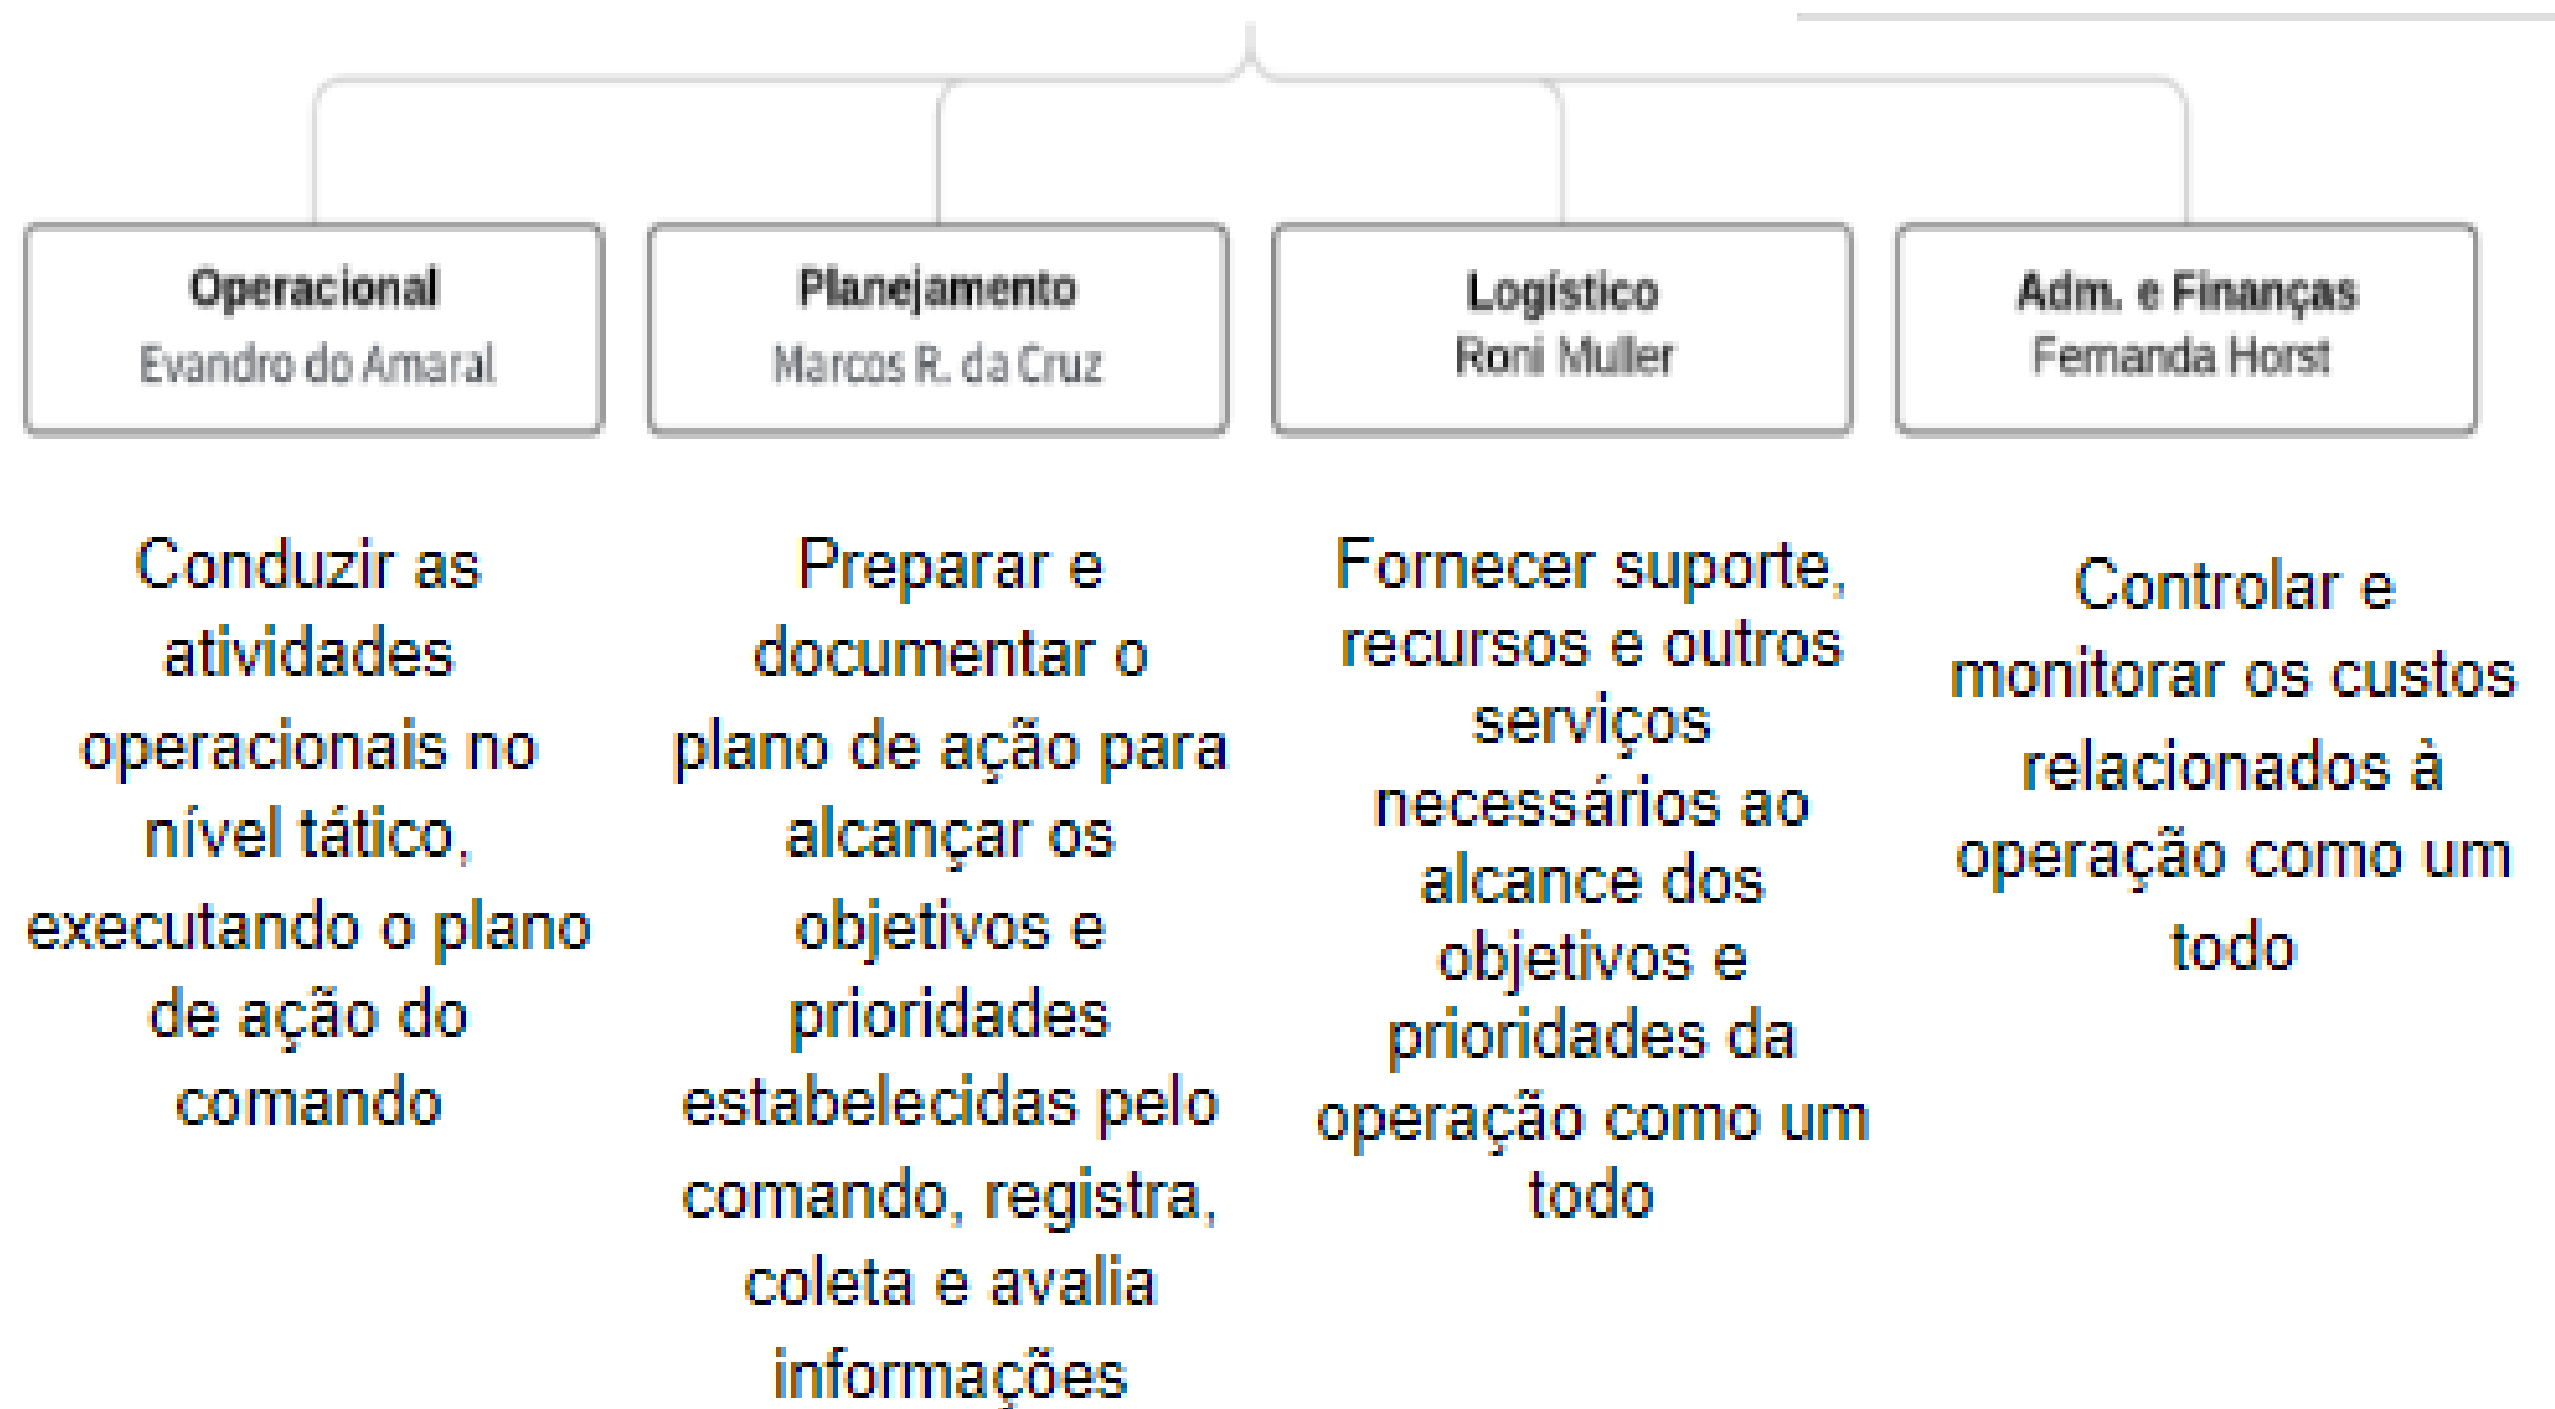 Operacional
Evandro do Amaral
Planejamento
Marcos R. da Cruz
Logístico
Roni Muller
Adm. e Finanças
Fernanda Horst
Conduzir as
atividades
operacionais no
nível tático,
executando o plano
de ação do
comando
Preparar e
documentar o
plano de ação para
alcançar os
objetivos e
prioridades
estabelecidas pelo
comando, registra,
coleta e avalia
informações
Fornecer suporte,
recursos e outros
serviços
necessários ao
alcance dos
objetivos e
prioridades da
operação como um
todo
Controlar e
monitorar os custos
relacionados à
operação como um
todo